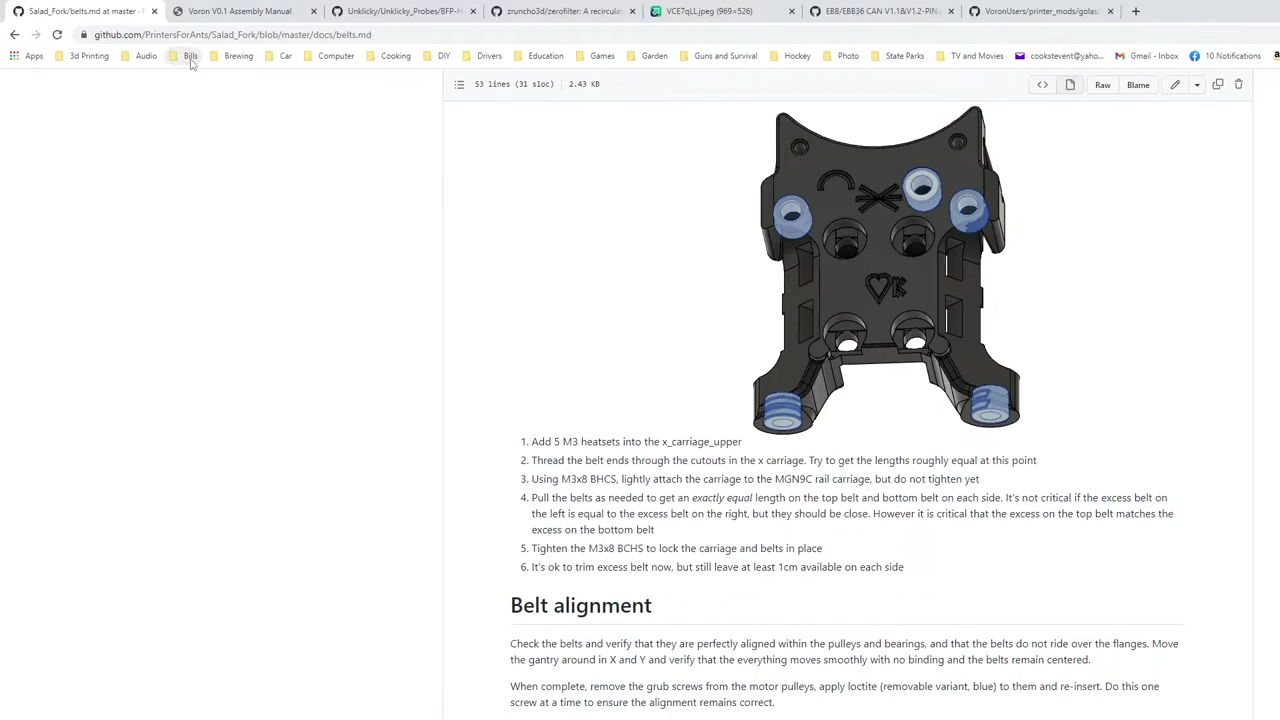 Salad_Fork/belts.md at master · P
Voron V0.1 Assembly Manual
Unklicky/Unklicky_Probes/BFP-H
zruncho3d/zerofilter: A recircula
VCE7qLL.jpeg (969×526)
EBB/EBB36 CAN V1.1&V1.2-PIN.p
VoronUsers/printer_mods/golas/
github.com/PrintersForAnts/Salad_Fork/blob/master/docs/belts.md
Apps 3d Printing Audio Bills Brewing Car Computer Cooking DIY Drivers Education Games Garden Guns and Survival Hockey Photo State Parks TV and Movies cookstevent@yaho... Gmail - Inbox 10 Notifications
53 lines (31 sloc) 2.43 KB
Raw Blame
K
1. Add 5 M3 heatsets into the x_carriage_upper
2. Thread the belt ends through the cutouts in the x carriage. Try to get the lengths roughly equal at this point
3. Using M3x8 BHCS, lightly attach the carriage to the MGN9C rail carriage, but do not tighten yet
4. Pull the belts as needed to get an exactly equal length on the top belt and bottom belt on each side. It's not critical if the excess belt on
the left is equal to the excess belt on the right, but they should be close. However it is critical that the excess on the top belt matches the
excess on the bottom belt
5. Tighten the M3x8 BCHS to lock the carriage and belts in place
6. It's ok to trim excess belt now, but still leave at least 1cm available on each side
Belt alignment
Check the belts and verify that they are perfectly aligned within the pulleys and bearings, and that the belts do not ride over the flanges. Move
the gantry around in X and Y and verify that the everything moves smoothly with no binding and the belts remain centered.
When complete, remove the grub screws from the motor pulleys, apply loctite (removable variant, blue) to them and re-insert. Do this one
screw at a time to ensure the alignment remains correct.